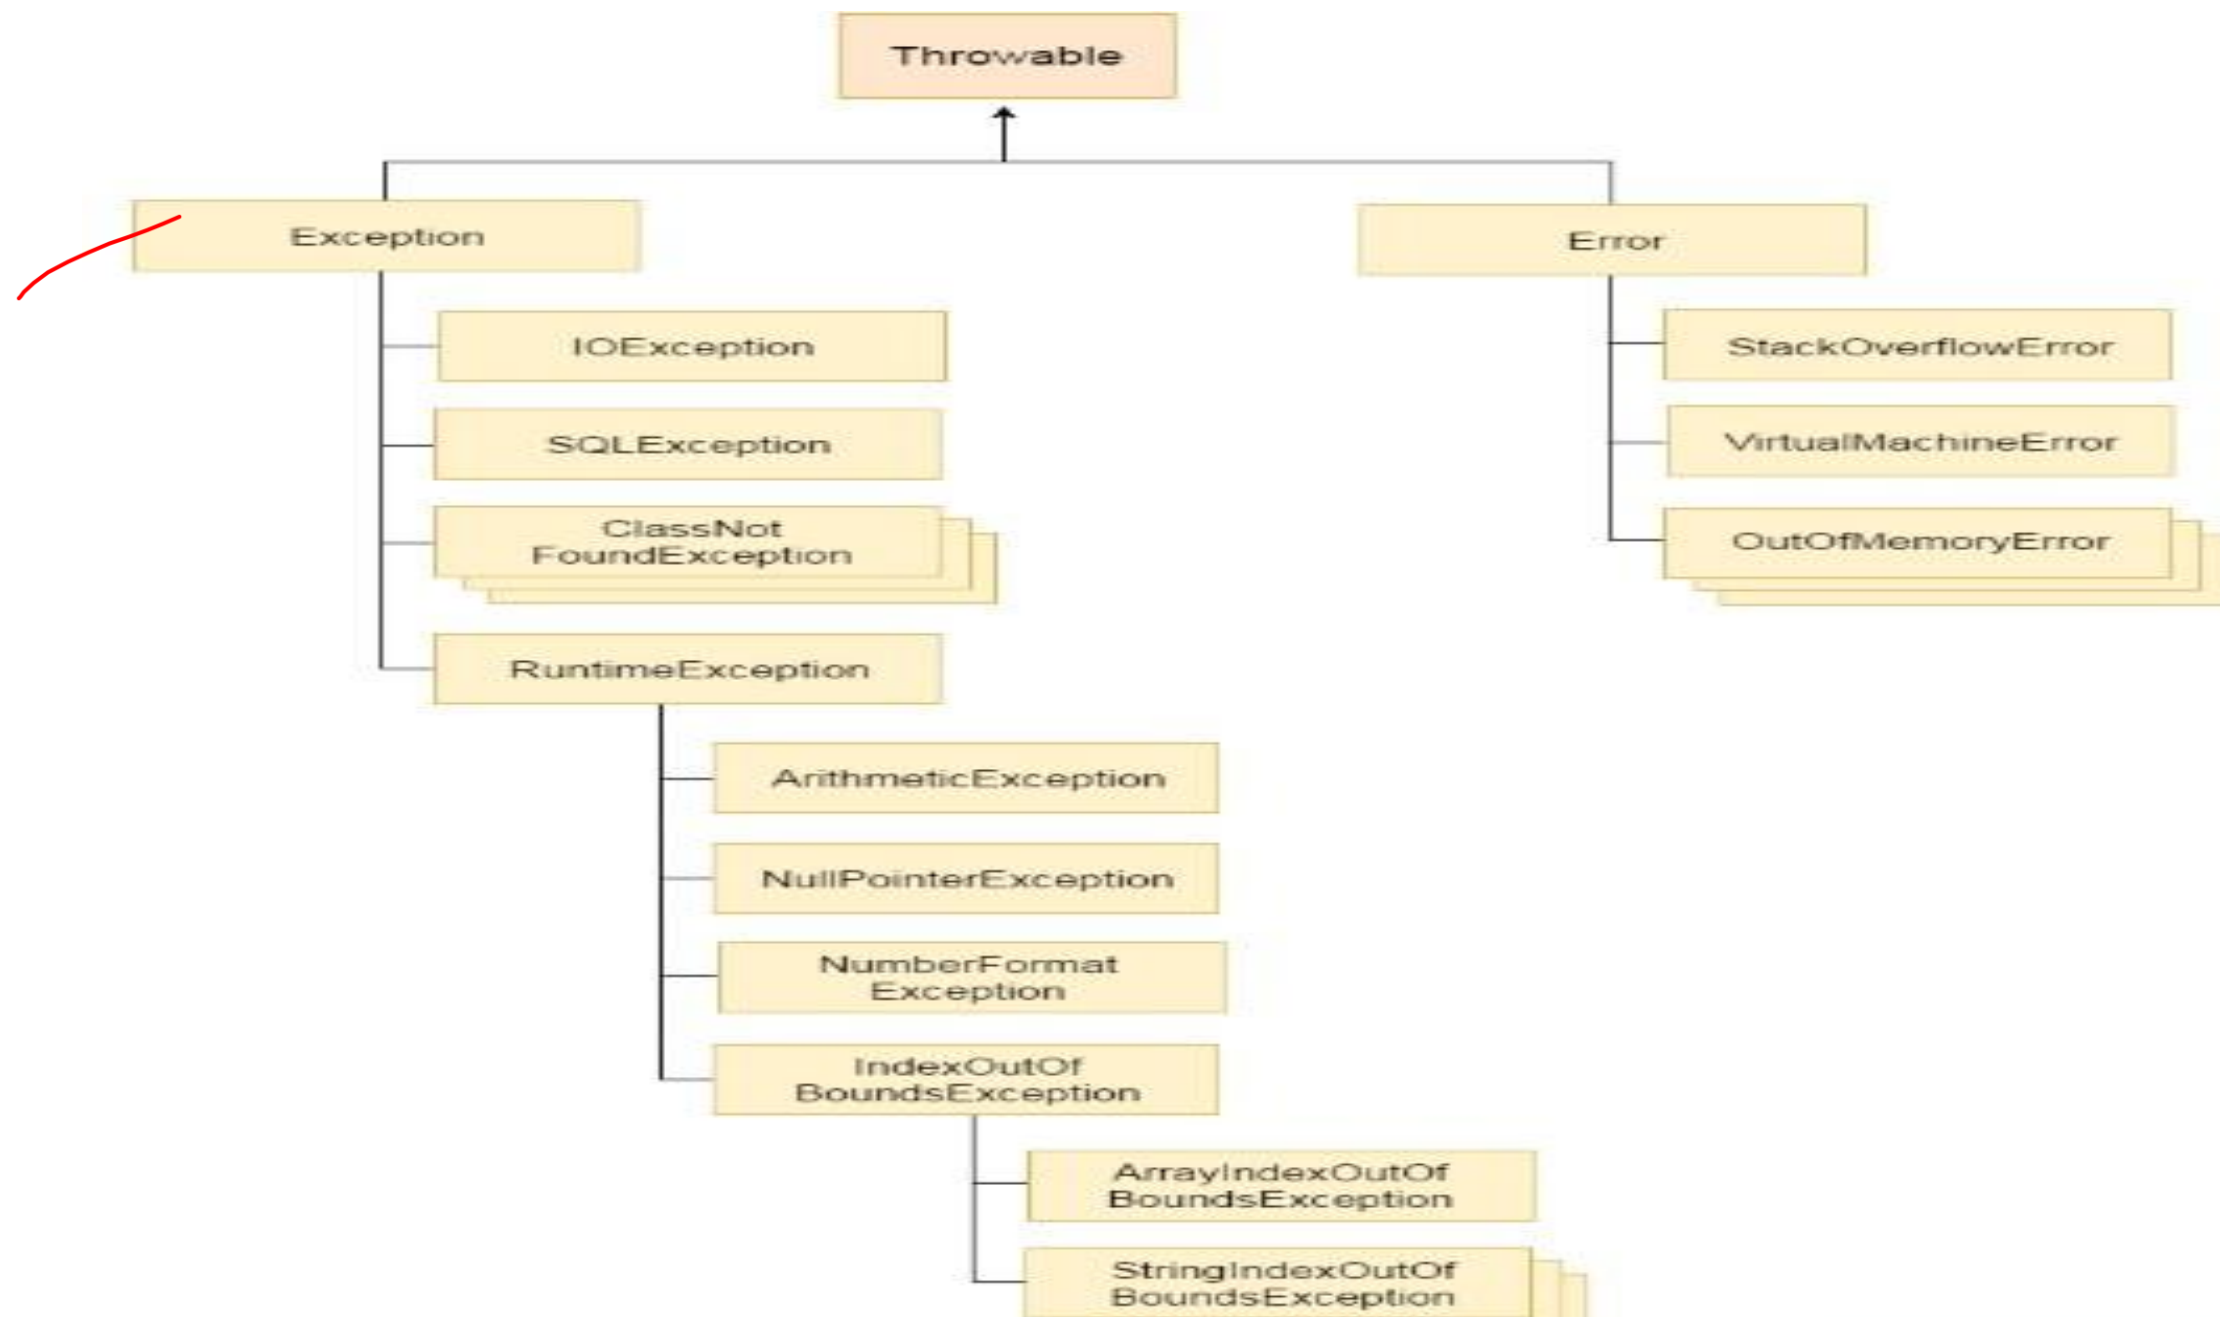 Throwable
Exception
Error
IOException
StackOverflowError
SQLException
VirtualMachineError
ClassNot
FoundException
OutOfMemoryError
RuntimeException
ArithmeticException
NullPointerException
NumberFormat
Exception
IndexOutOf
BoundsException
ArrayIndexOutOf
BoundsException
StringIndexOutOf
BoundsException